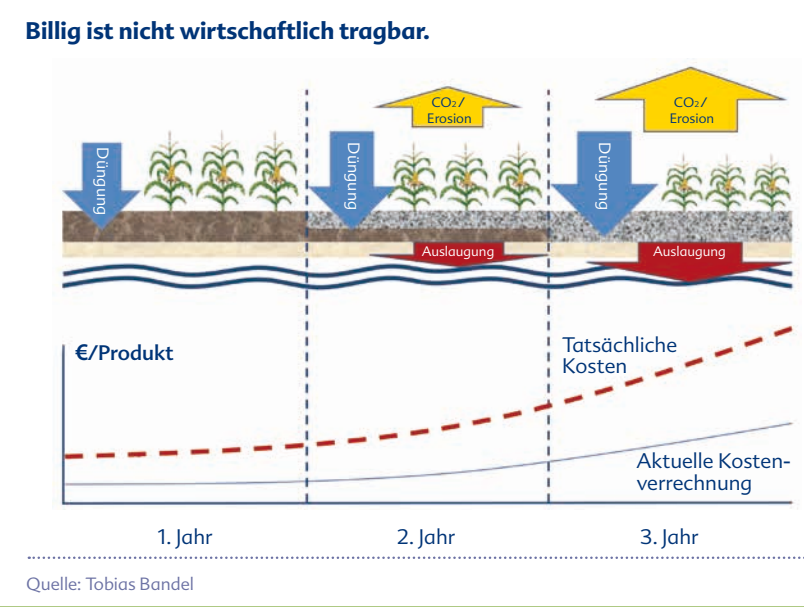 Billig ist nicht wirtschaftlich tragbar.
CO₂/
Erosion
CO₂/
Erosion
Düngung
Düngung
Düngung
Auslaugung
Auslaugung
€/Produkt
Tatsächliche
Kosten
Aktuelle Kosten-
verrechnung
1. Jahr
2. Jahr
3. Jahr
Quelle: Tobias Bandel